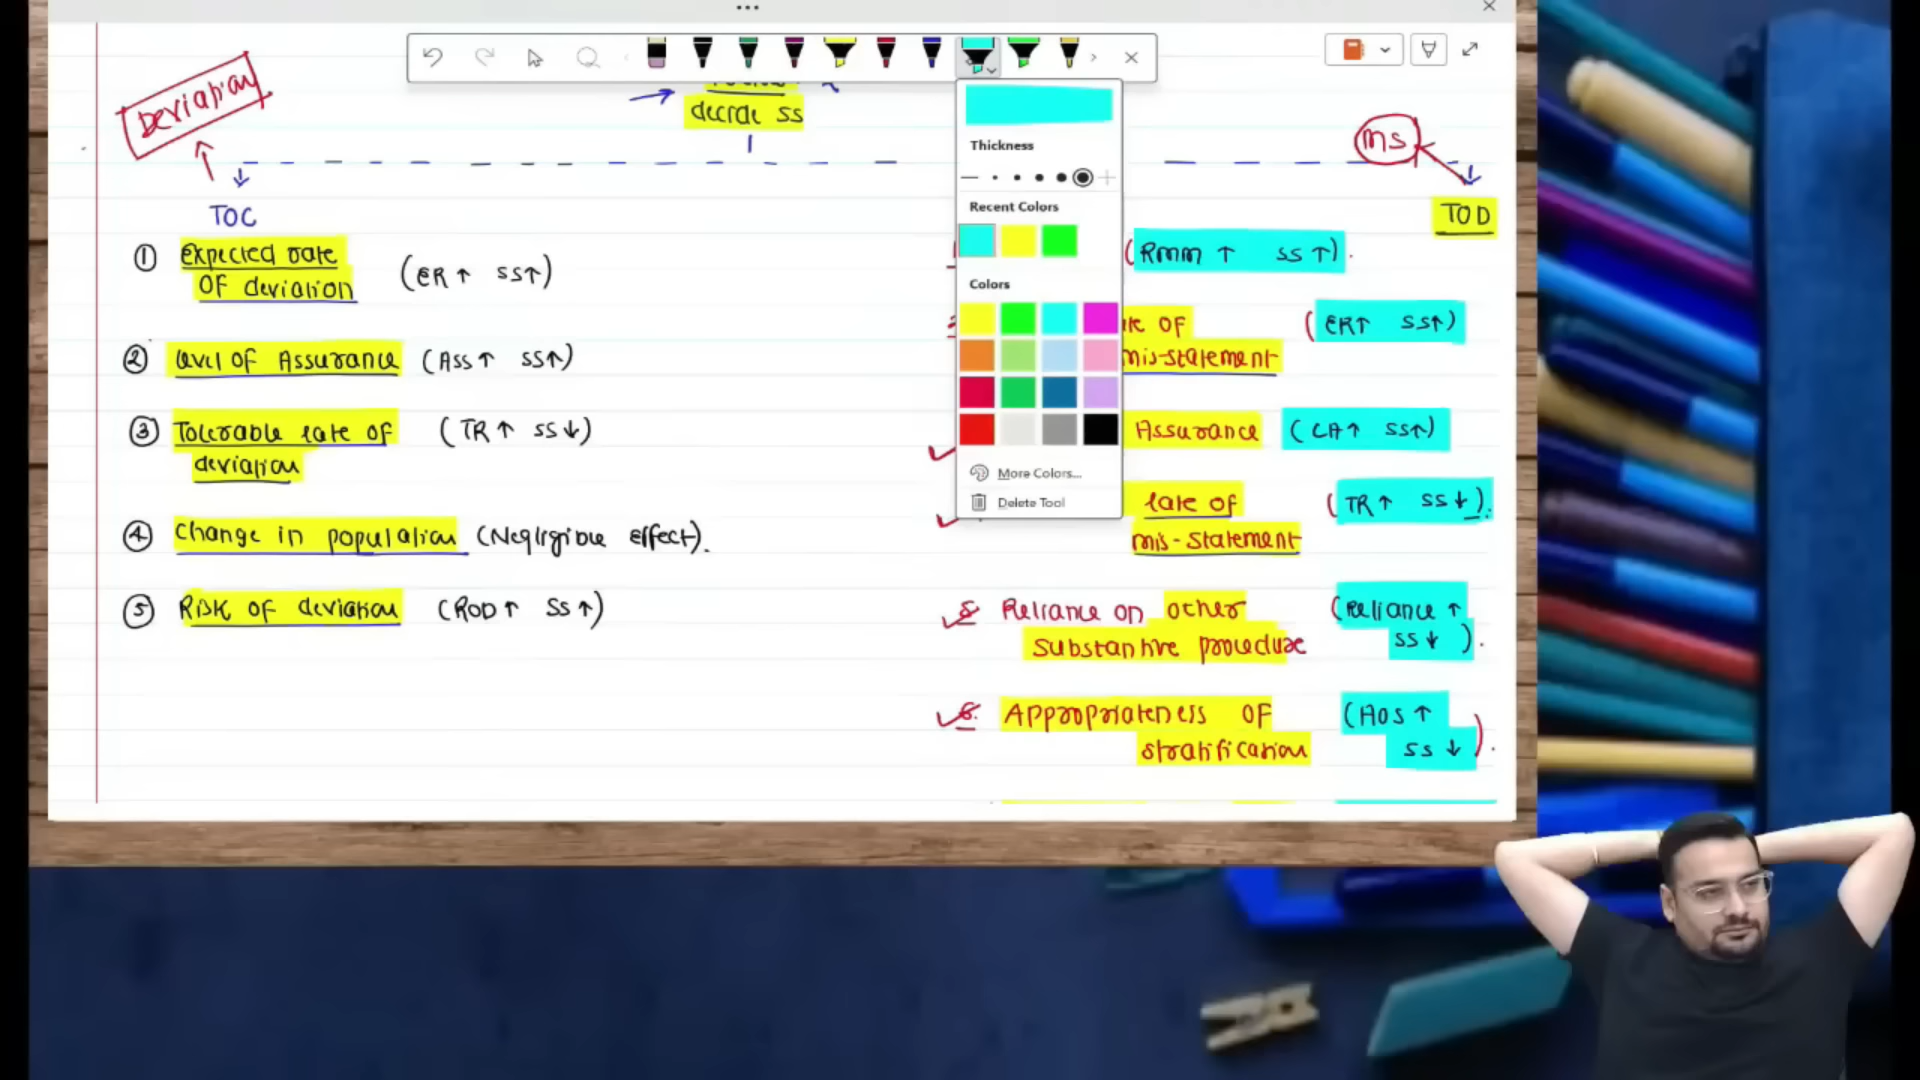 Deviation
decide SS
MS
TOC
TOD
① Expected rate
of deviation (ER↑ SS↑)
② Level of Assurance (Ass↑ SS↑)
③ Tolerable rate of
deviation (TR↑ SS↓)
④ Change in population (Negligible effect).
⑤ Risk of deviation (ROD↑ SS↑)
Thickness
Recent Colors
Colors
More Colors...
Delete Tool
(RMM ↑ SS ↑).
of (ER↑ SS↑)
mis-statement
Assurance (CA↑ SS↑)
rate of (TR↑ SS↓).
mis-statement
5. Reliance on other (Reliance ↑
substantive procedure SS↓).
6. Appropriateness of (AOS↑
stratification SS↓).